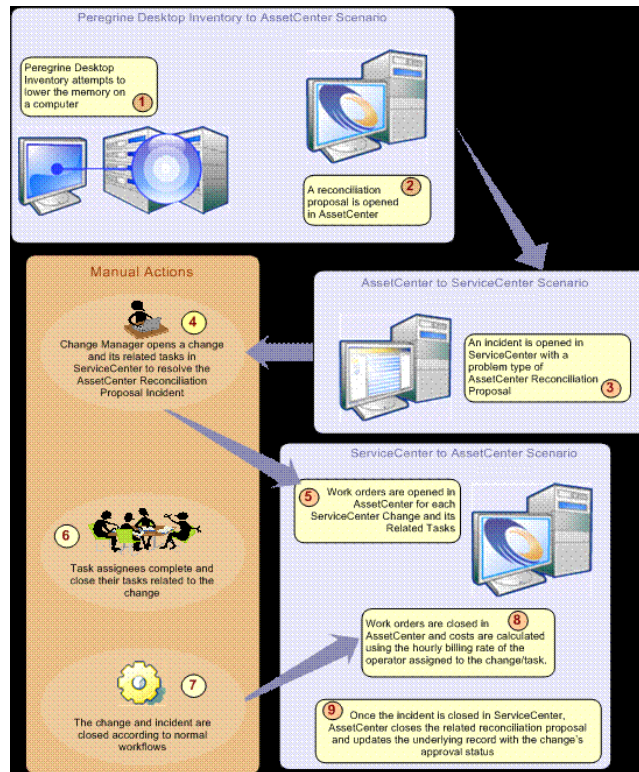 Peregrine Desktop Inventory to AssetCenter Scenario
Peregrine Desktop
Inventory attempts to
lower the memory on
a computer
1
2
A reconciliation
proposal is opened
in AssetCenter
AssetCenter to ServiceCenter Scenario
An incident is opened in
ServiceCenter with a
problem type of
AssetCenter Reconciliation
Proposal
3
Manual Actions
4
Change Manager opens a change
and its related tasks in
ServiceCenter to resolve the
AssetCenter Reconciliation
Proposal Incident
ServiceCenter to AssetCenter Scenario
5
Work orders are opened in
AssetCenter for each
ServiceCenter Change and its
Related Tasks
6
Task assignees complete and
close their tasks related to the
change
7
The change and incident are
closed according to normal
workflows
8
Work orders are closed in
AssetCenter and costs are calculated
using the hourly billing rate of the
operator assigned to the change/task.
9
Once the incident is closed in ServiceCenter,
AssetCenter closes the related reconciliation proposal
and updates the underlying record with the change's
approval status